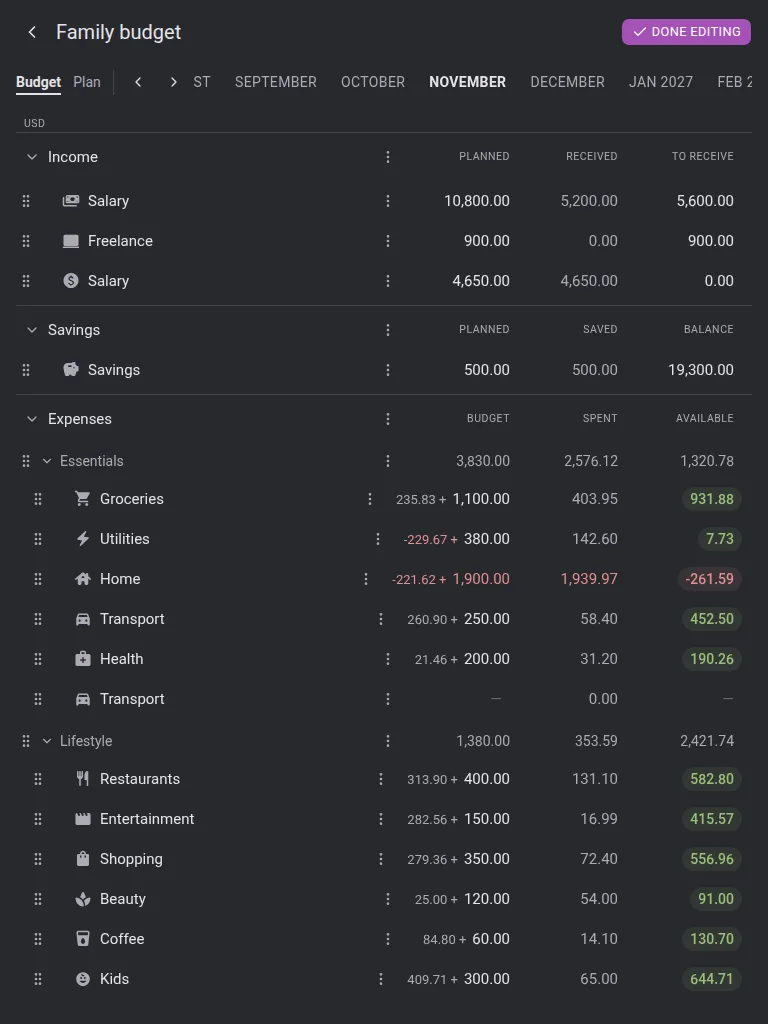 Family budget DONE EDITING
Budget Plan ST SEPTEMBER OCTOBER NOVEMBER DECEMBER JAN 2027 FEB 2
USD
Income PLANNED RECEIVED TO RECEIVE
Salary 10,800.00 5,200.00 5,600.00
Freelance 900.00 0.00 900.00
Salary 4,650.00 4,650.00 0.00
Savings PLANNED SAVED BALANCE
Savings 500.00 500.00 19,300.00
Expenses BUDGET SPENT AVAILABLE
Essentials 3,830.00 2,576.12 1,320.78
Groceries 235.83 + 1,100.00 403.95 931.88
Utilities -229.67 + 380.00 142.60 7.73
Home -221.62 + 1,900.00 1,939.97 -261.59
Transport 260.90 + 250.00 58.40 452.50
Health 21.46 + 200.00 31.20 190.26
Transport — 0.00 —
Lifestyle 1,380.00 353.59 2,421.74
Restaurants 313.90 + 400.00 131.10 582.80
Entertainment 282.56 + 150.00 16.99 415.57
Shopping 279.36 + 350.00 72.40 556.96
Beauty 25.00 + 120.00 54.00 91.00
Coffee 84.80 + 60.00 14.10 130.70
Kids 409.71 + 300.00 65.00 644.71